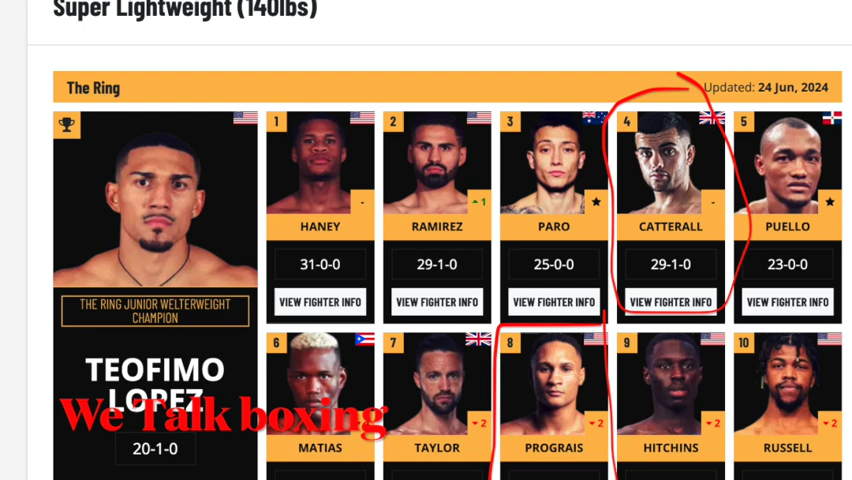 Super Lightweight (140lbs)
The Ring
Updated: 24 Jun, 2024
1
2
3
4
5
-
1
-
HANEY
RAMIREZ
PARO
CATTERALL
PUELLO
31-0-0
29-1-0
25-0-0
29-1-0
23-0-0
VIEW FIGHTER INFO
VIEW FIGHTER INFO
VIEW FIGHTER INFO
VIEW FIGHTER INFO
VIEW FIGHTER INFO
THE RING JUNIOR WELTERWEIGHT
CHAMPION
TEOFIMO
LOPEZ
20-1-0
We Talk boxing
6
7
8
9
10
2
2
2
2
MATIAS
TAYLOR
PROGRAIS
HITCHINS
RUSSELL